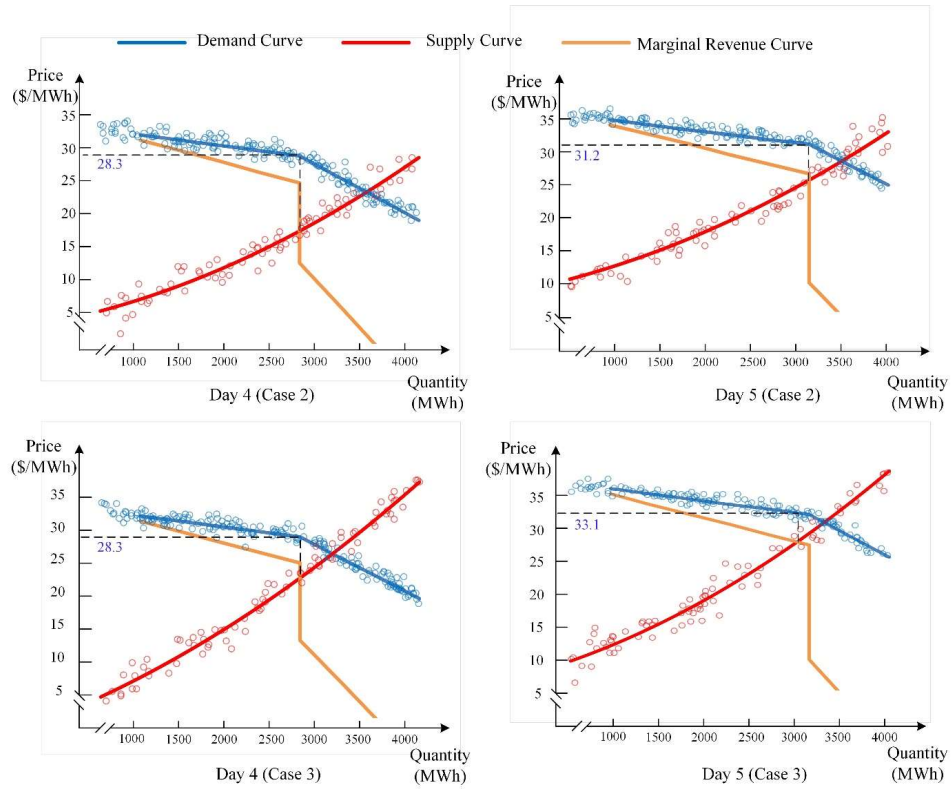 Demand Curve Supply Curve Marginal Revenue Curve
Price
($/MWh)
35
30
28.3
25
20
15
10
5
1000 1500 2000 2500 3000 3500 4000
Quantity
(MWh)
Day 4 (Case 2)
Price
($/MWh)
35
30
31.2
25
20
15
10
5
1000 1500 2000 2500 3000 3500 4000
Quantity
(MWh)
Day 5 (Case 2)
Price
($/MWh)
35
30
28.3
25
20
15
10
5
1000 1500 2000 2500 3000 3500 4000
Quantity
(MWh)
Day 4 (Case 3)
Price
($/MWh)
35
33.1
30
25
20
15
10
5
1000 1500 2000 2500 3000 3500 4000
Quantity
(MWh)
Day 5 (Case 3)